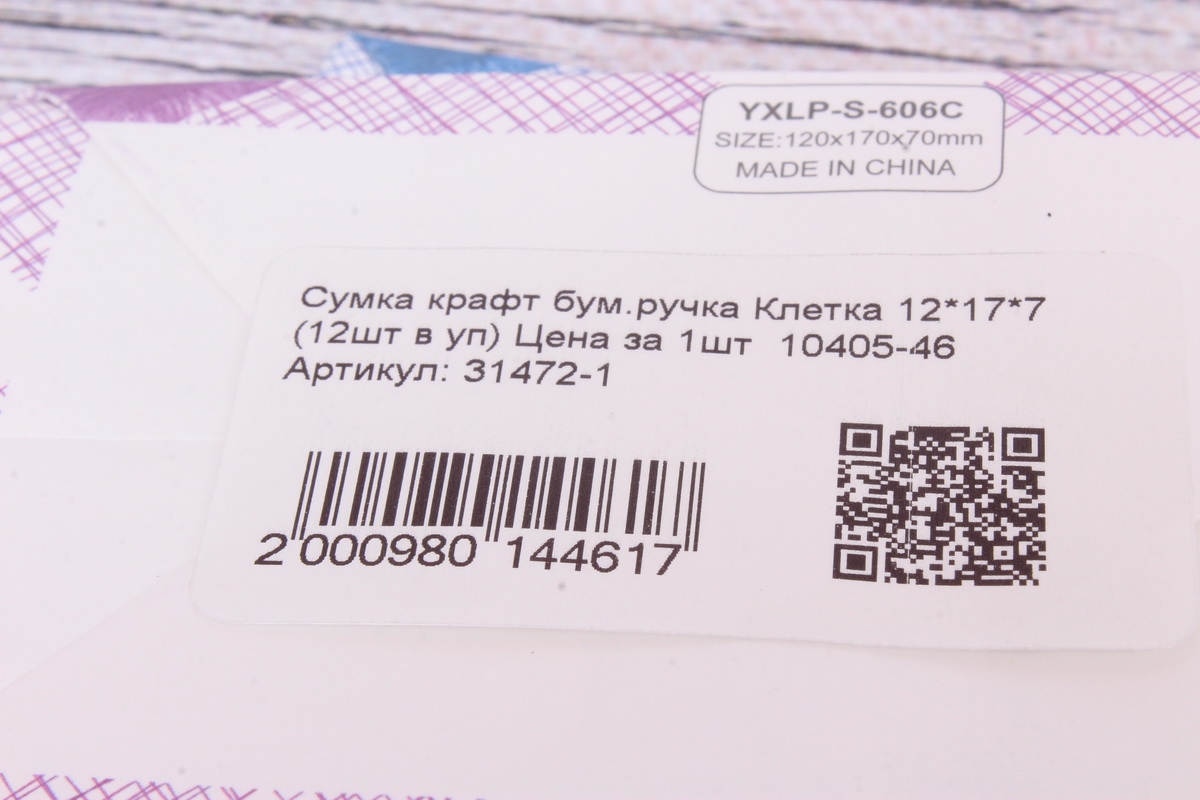 YXLP-S-606C
SIZE:120x170x70mm
MADE IN CHINA
Сумка крафт бум.ручка Клетка 12*17*7
(12шт в уп) Цена за 1шт 10405-46
Артикул: 31472-1
2 000980 144617